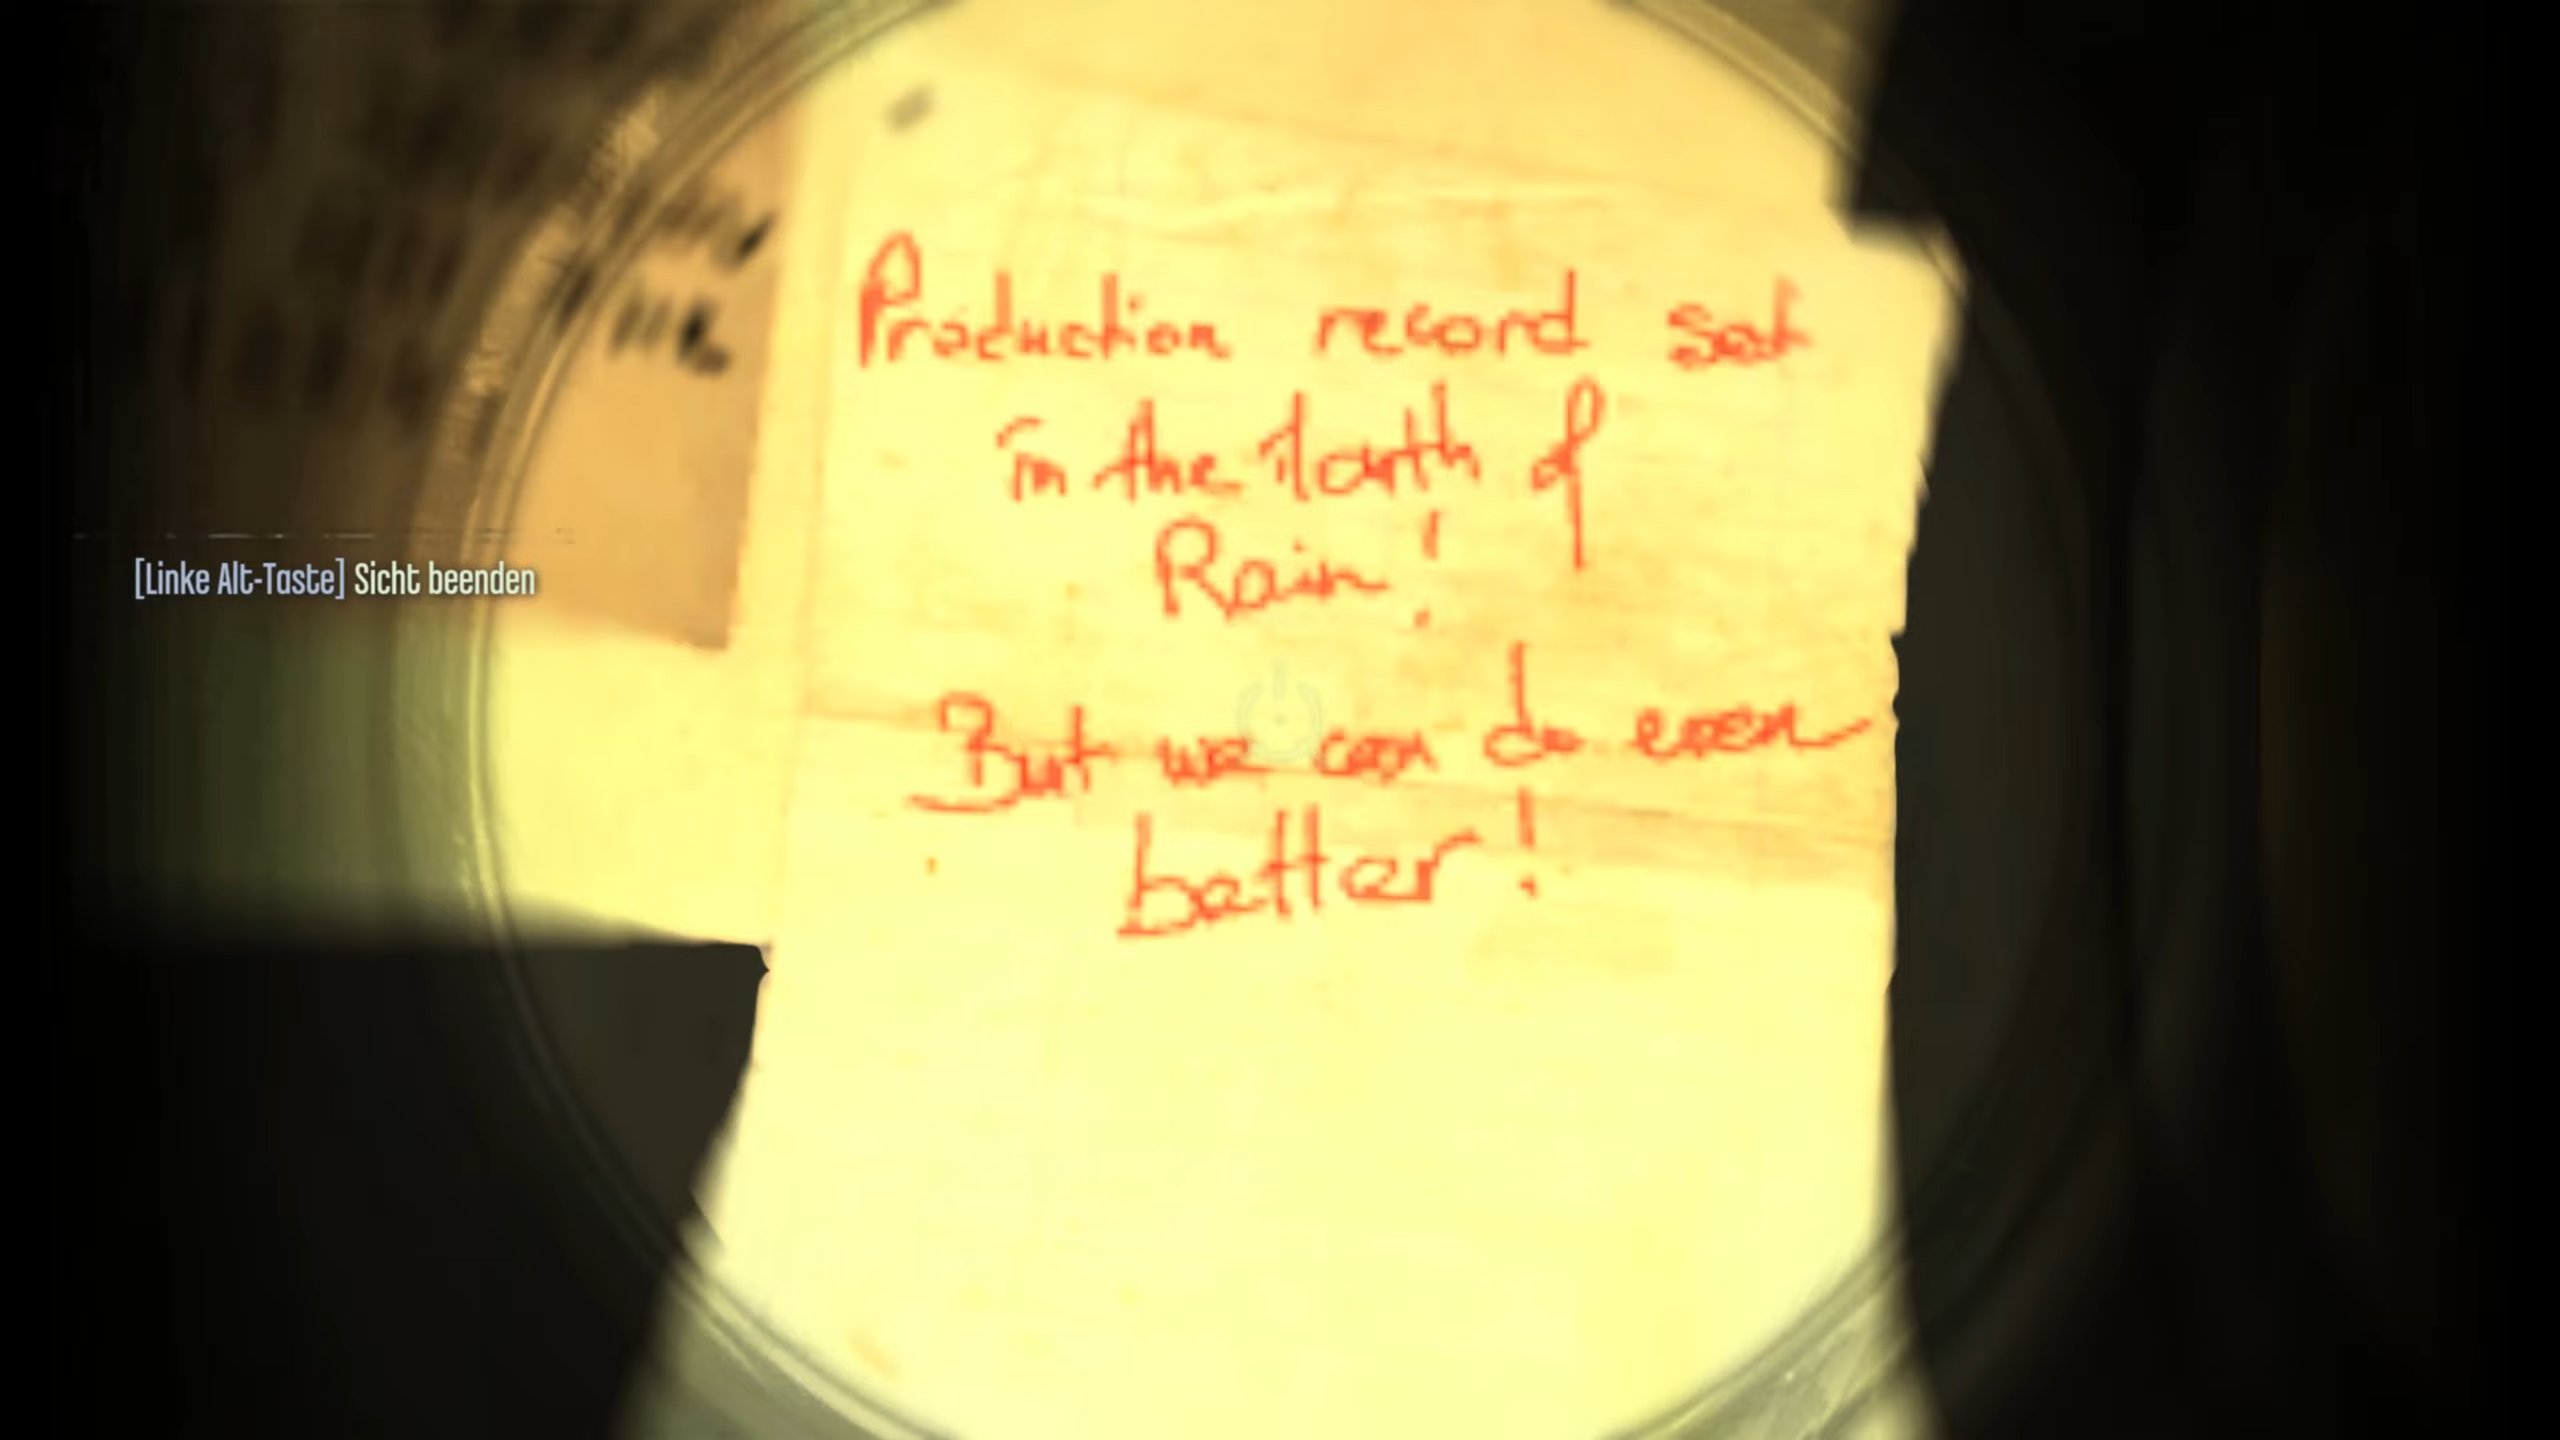 Production record set
in the Month of
Rain!
[Linke Alt-Taste] Sicht beenden
But we can do even
better!